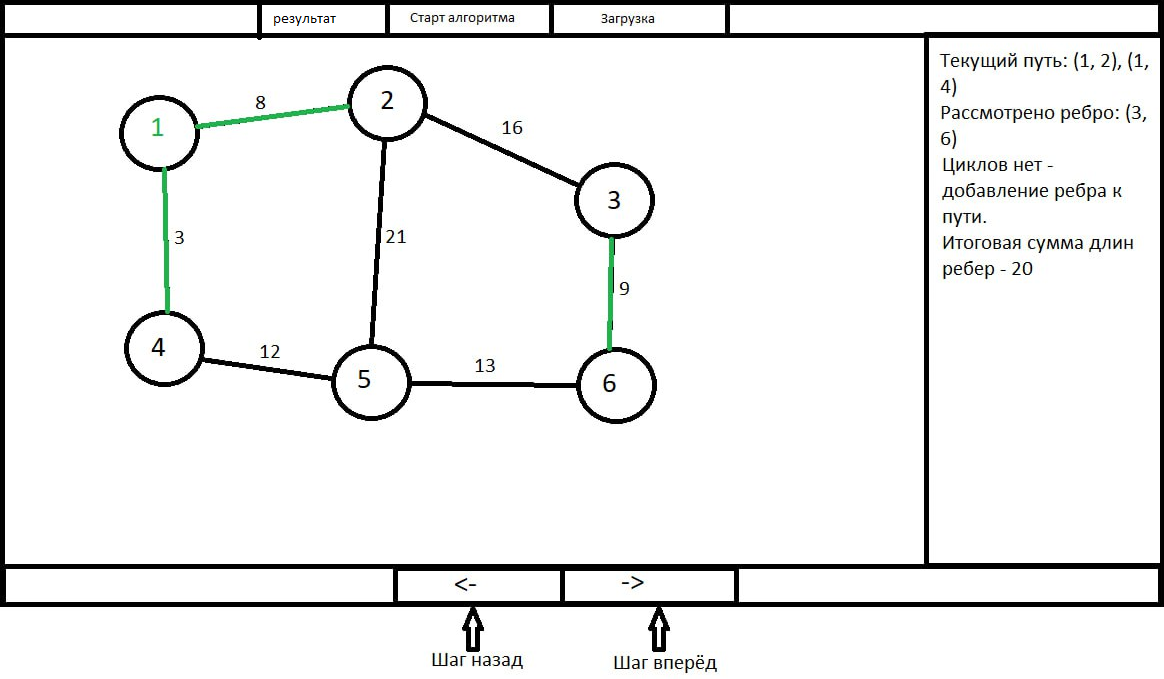 результат
Старт алгоритма
Загрузка
Текущий путь: (1, 2), (1,
4)
Рассмотрено ребро: (3,
6)
Циклов нет -
добавление ребра к
пути.
Итоговая сумма длин
ребер - 20
1
8
2
16
3
3
21
9
4
12
5
13
6
<-
->
Шаг назад
Шаг вперёд